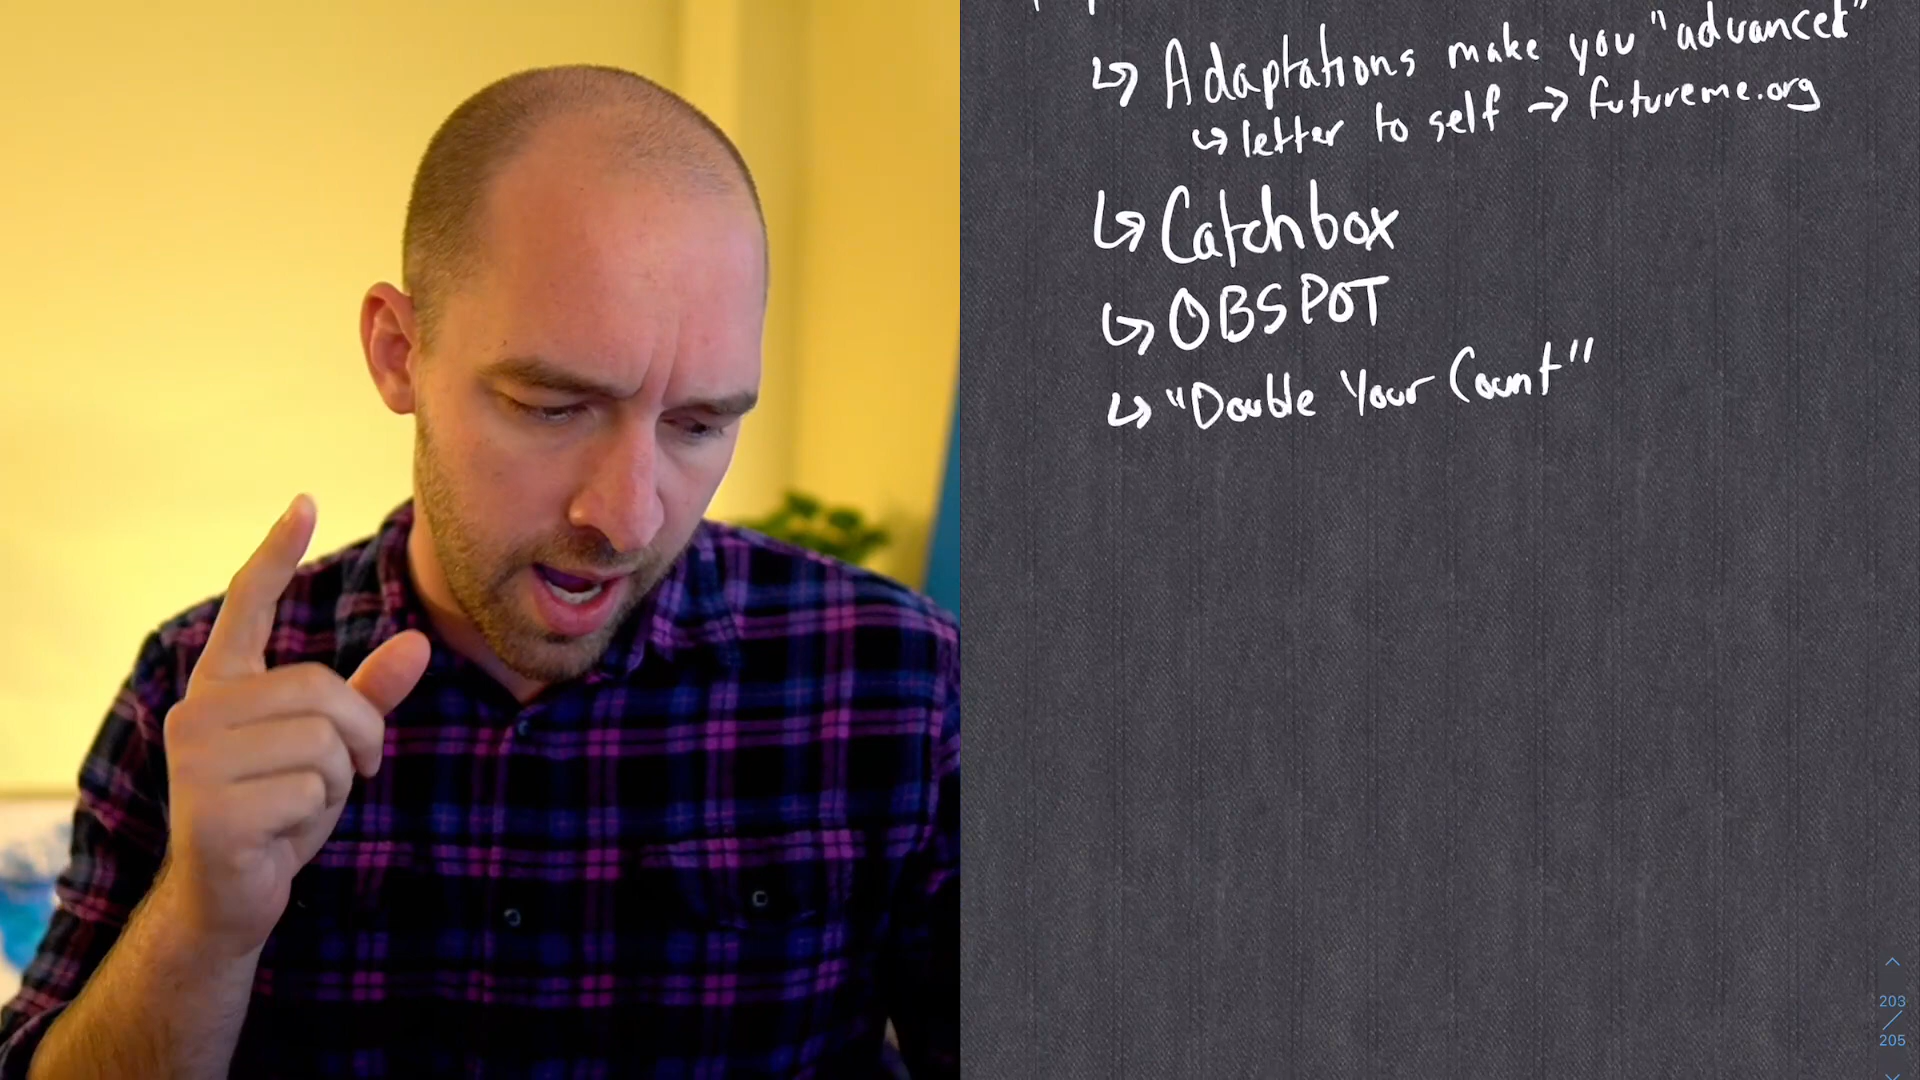 ↳ Adaptations make you "advanced"
↳ letter to self → futureme.org
↳ Catchbox
↳ OBSPOT
↳ "Double Your Count"
203
/
205